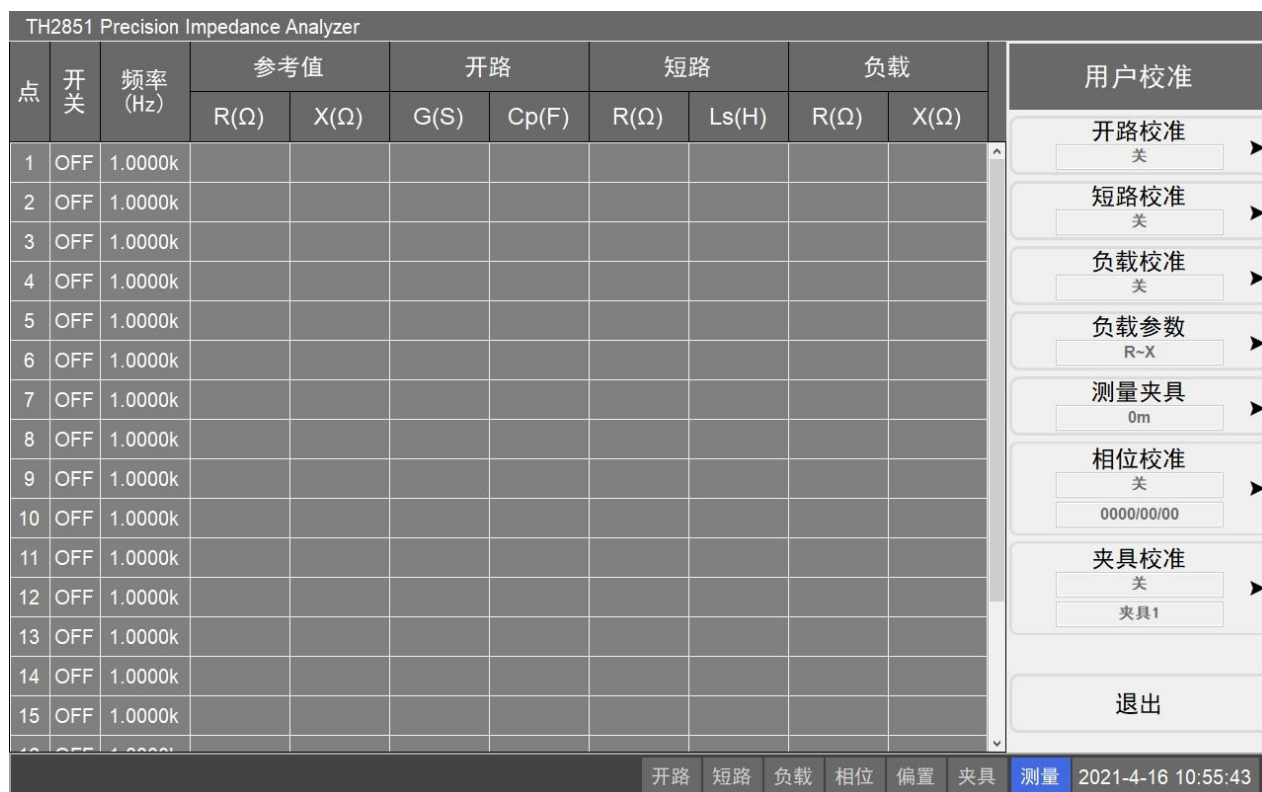 TH2851 Precision Impedance Analyzer
点 开关 频率(Hz) 参考值 开路 短路 负载
R(Ω) X(Ω) G(S) Cp(F) R(Ω) Ls(H) R(Ω) X(Ω)
1 OFF 1.0000k
2 OFF 1.0000k
3 OFF 1.0000k
4 OFF 1.0000k
5 OFF 1.0000k
6 OFF 1.0000k
7 OFF 1.0000k
8 OFF 1.0000k
9 OFF 1.0000k
10 OFF 1.0000k
11 OFF 1.0000k
12 OFF 1.0000k
13 OFF 1.0000k
14 OFF 1.0000k
15 OFF 1.0000k
用户校准
开路校准
关
短路校准
关
负载校准
关
负载参数
R~X
测量夹具
0m
相位校准
关
0000/00/00
夹具校准
关
夹具1
退出
开路 短路 负载 相位 偏置 夹具 测量 2021-4-16 10:55:43